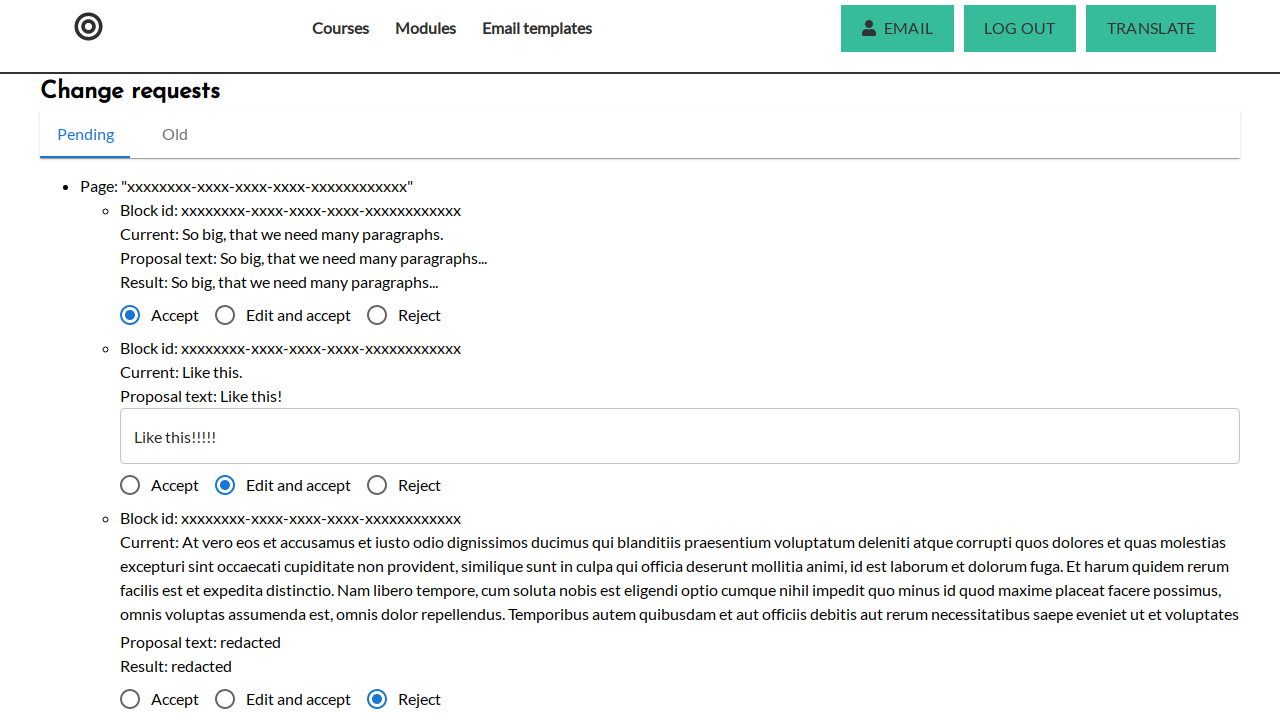 Courses Modules Email templates EMAIL LOG OUT TRANSLATE
Change requests
Pending Old
Page: "xxxxxxxx-xxxx-xxxx-xxxx-xxxxxxxxxxxx"
Block id: xxxxxxxx-xxxx-xxxx-xxxx-xxxxxxxxxxxx
Current: So big, that we need many paragraphs.
Proposal text: So big, that we need many paragraphs...
Result: So big, that we need many paragraphs...
Accept Edit and accept Reject
Block id: xxxxxxxx-xxxx-xxxx-xxxx-xxxxxxxxxxxx
Current: Like this.
Proposal text: Like this!
Like this!!!!!
Accept Edit and accept Reject
Block id: xxxxxxxx-xxxx-xxxx-xxxx-xxxxxxxxxxxx
Current: At vero eos et accusamus et iusto odio dignissimos ducimus qui blanditiis praesentium voluptatum deleniti atque corrupti quos dolores et quas molestias
excepturi sint occaecati cupiditate non provident, similique sunt in culpa qui officia deserunt mollitia animi, id est laborum et dolorum fuga. Et harum quidem rerum
facilis est et expedita distinctio. Nam libero tempore, cum soluta nobis est eligendi optio cumque nihil impedit quo minus id quod maxime placeat facere possimus,
omnis voluptas assumenda est, omnis dolor repellendus. Temporibus autem quibusdam et aut officiis debitis aut rerum necessitatibus saepe eveniet ut et voluptates
Proposal text: redacted
Result: redacted
Accept Edit and accept Reject